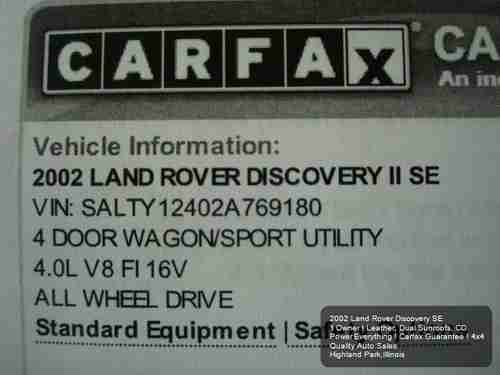 CARFAX
CA
An in
Vehicle Information:
2002 LAND ROVER DISCOVERY II SE
VIN: SALTY12402A769180
4 DOOR WAGON/SPORT UTILITY
4.0L V8 FI 16V
ALL WHEEL DRIVE
Standard Equipment | Saf
2002 Land Rover Discovery SE
1 Owner ! Leather, Dual Sunroofs, CD
Power Everything ! Carfax Guarantee ! 4x4
Quality Auto Sales
Highland Park,Illinois